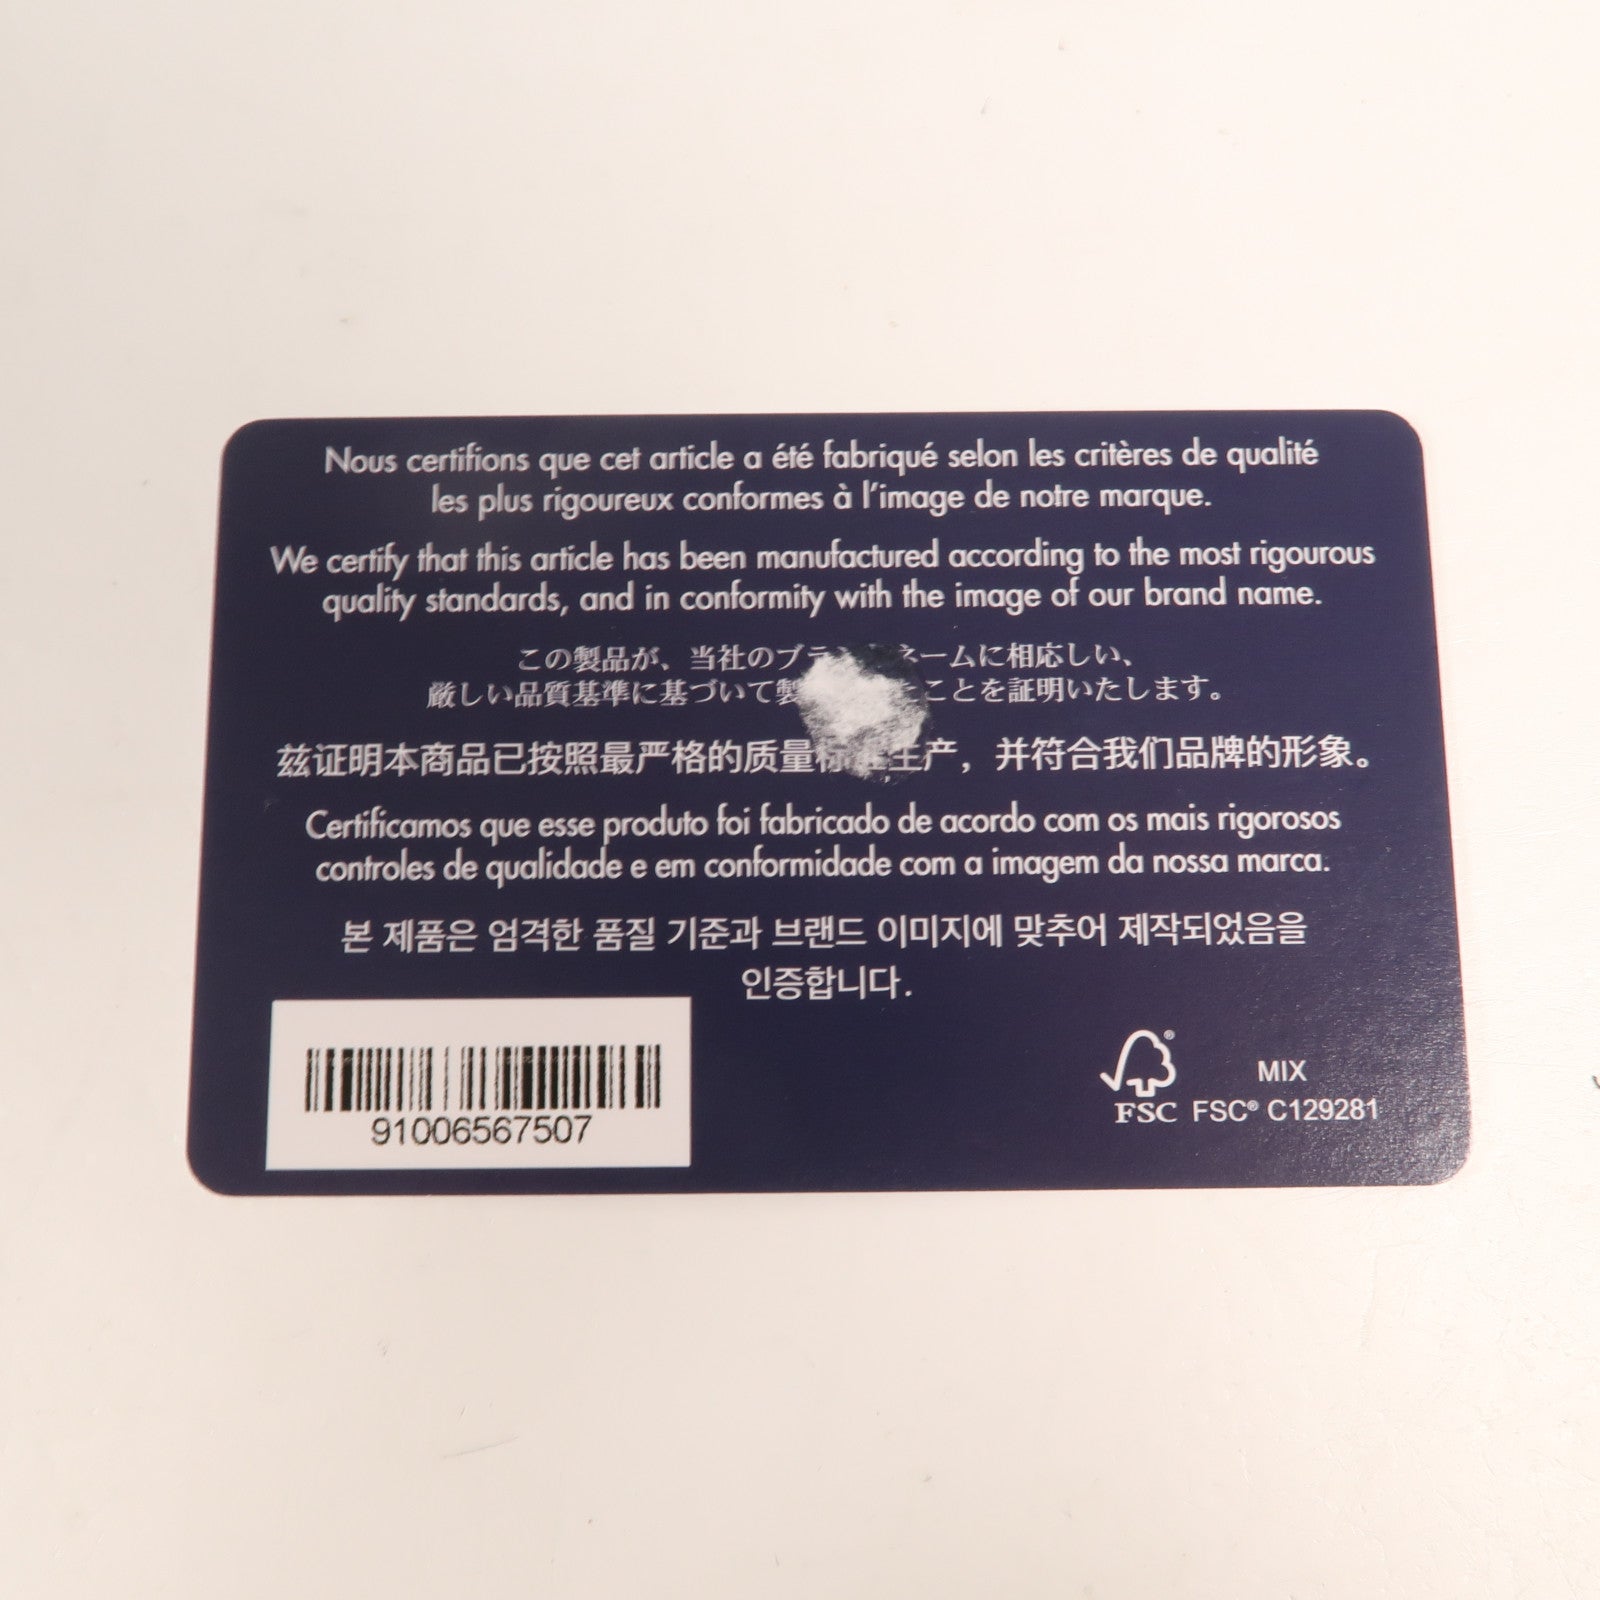 Nous certifions que cet article a été fabriqué selon les critères de qualité
les plus rigoureux conformes à l'image de notre marque.
We certify that this article has been manufactured according to the most rigourous
quality standards, and in conformity with the image of our brand name.
この製品が、当社のブラ ネームに相応しい、
厳しい品質基準に基づいて製 ことを証明いたします。
兹证明本商品已按照最严格的质量标准生产，并符合我们品牌的形象。
Certificamos que esse produto foi fabricado de acordo com os mais rigorosos
controles de qualidade e em conformidade com a imagem da nossa marca.
본 제품은 엄격한 품질 기준과 브랜드 이미지에 맞추어 제작되었음을
인증합니다.
91006567507
FSC
MIX
FSC® C129281